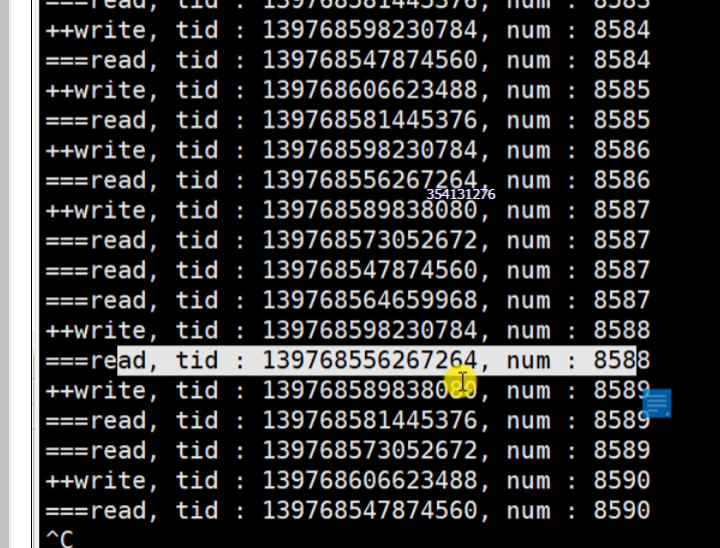 ===read, tid : 139768581445376, num : 8583
++write, tid : 139768598230784, num : 8584
===read, tid : 139768547874560, num : 8584
++write, tid : 139768606623488, num : 8585
===read, tid : 139768581445376, num : 8585
++write, tid : 139768598230784, num : 8586
===read, tid : 139768556267264, num : 8586
354131276
++write, tid : 139768589838080, num : 8587
===read, tid : 139768573052672, num : 8587
===read, tid : 139768547874560, num : 8587
===read, tid : 139768564659968, num : 8587
++write, tid : 139768598230784, num : 8588
===read, tid : 139768556267264, num : 8588
++write, tid : 139768589838080, num : 8589
===read, tid : 139768581445376, num : 8589
===read, tid : 139768573052672, num : 8589
++write, tid : 139768606623488, num : 8590
===read, tid : 139768547874560, num : 8590
^C